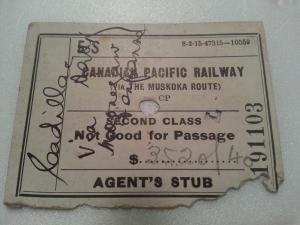 8-2-15-47315-10559
CANADIAN PACIFIC RAILWAY
(VIA THE MUSKOKA ROUTE)
CP
SECOND CLASS
Not Good for Passage
$
AGENT'S STUB
191103
Cadillac
Via